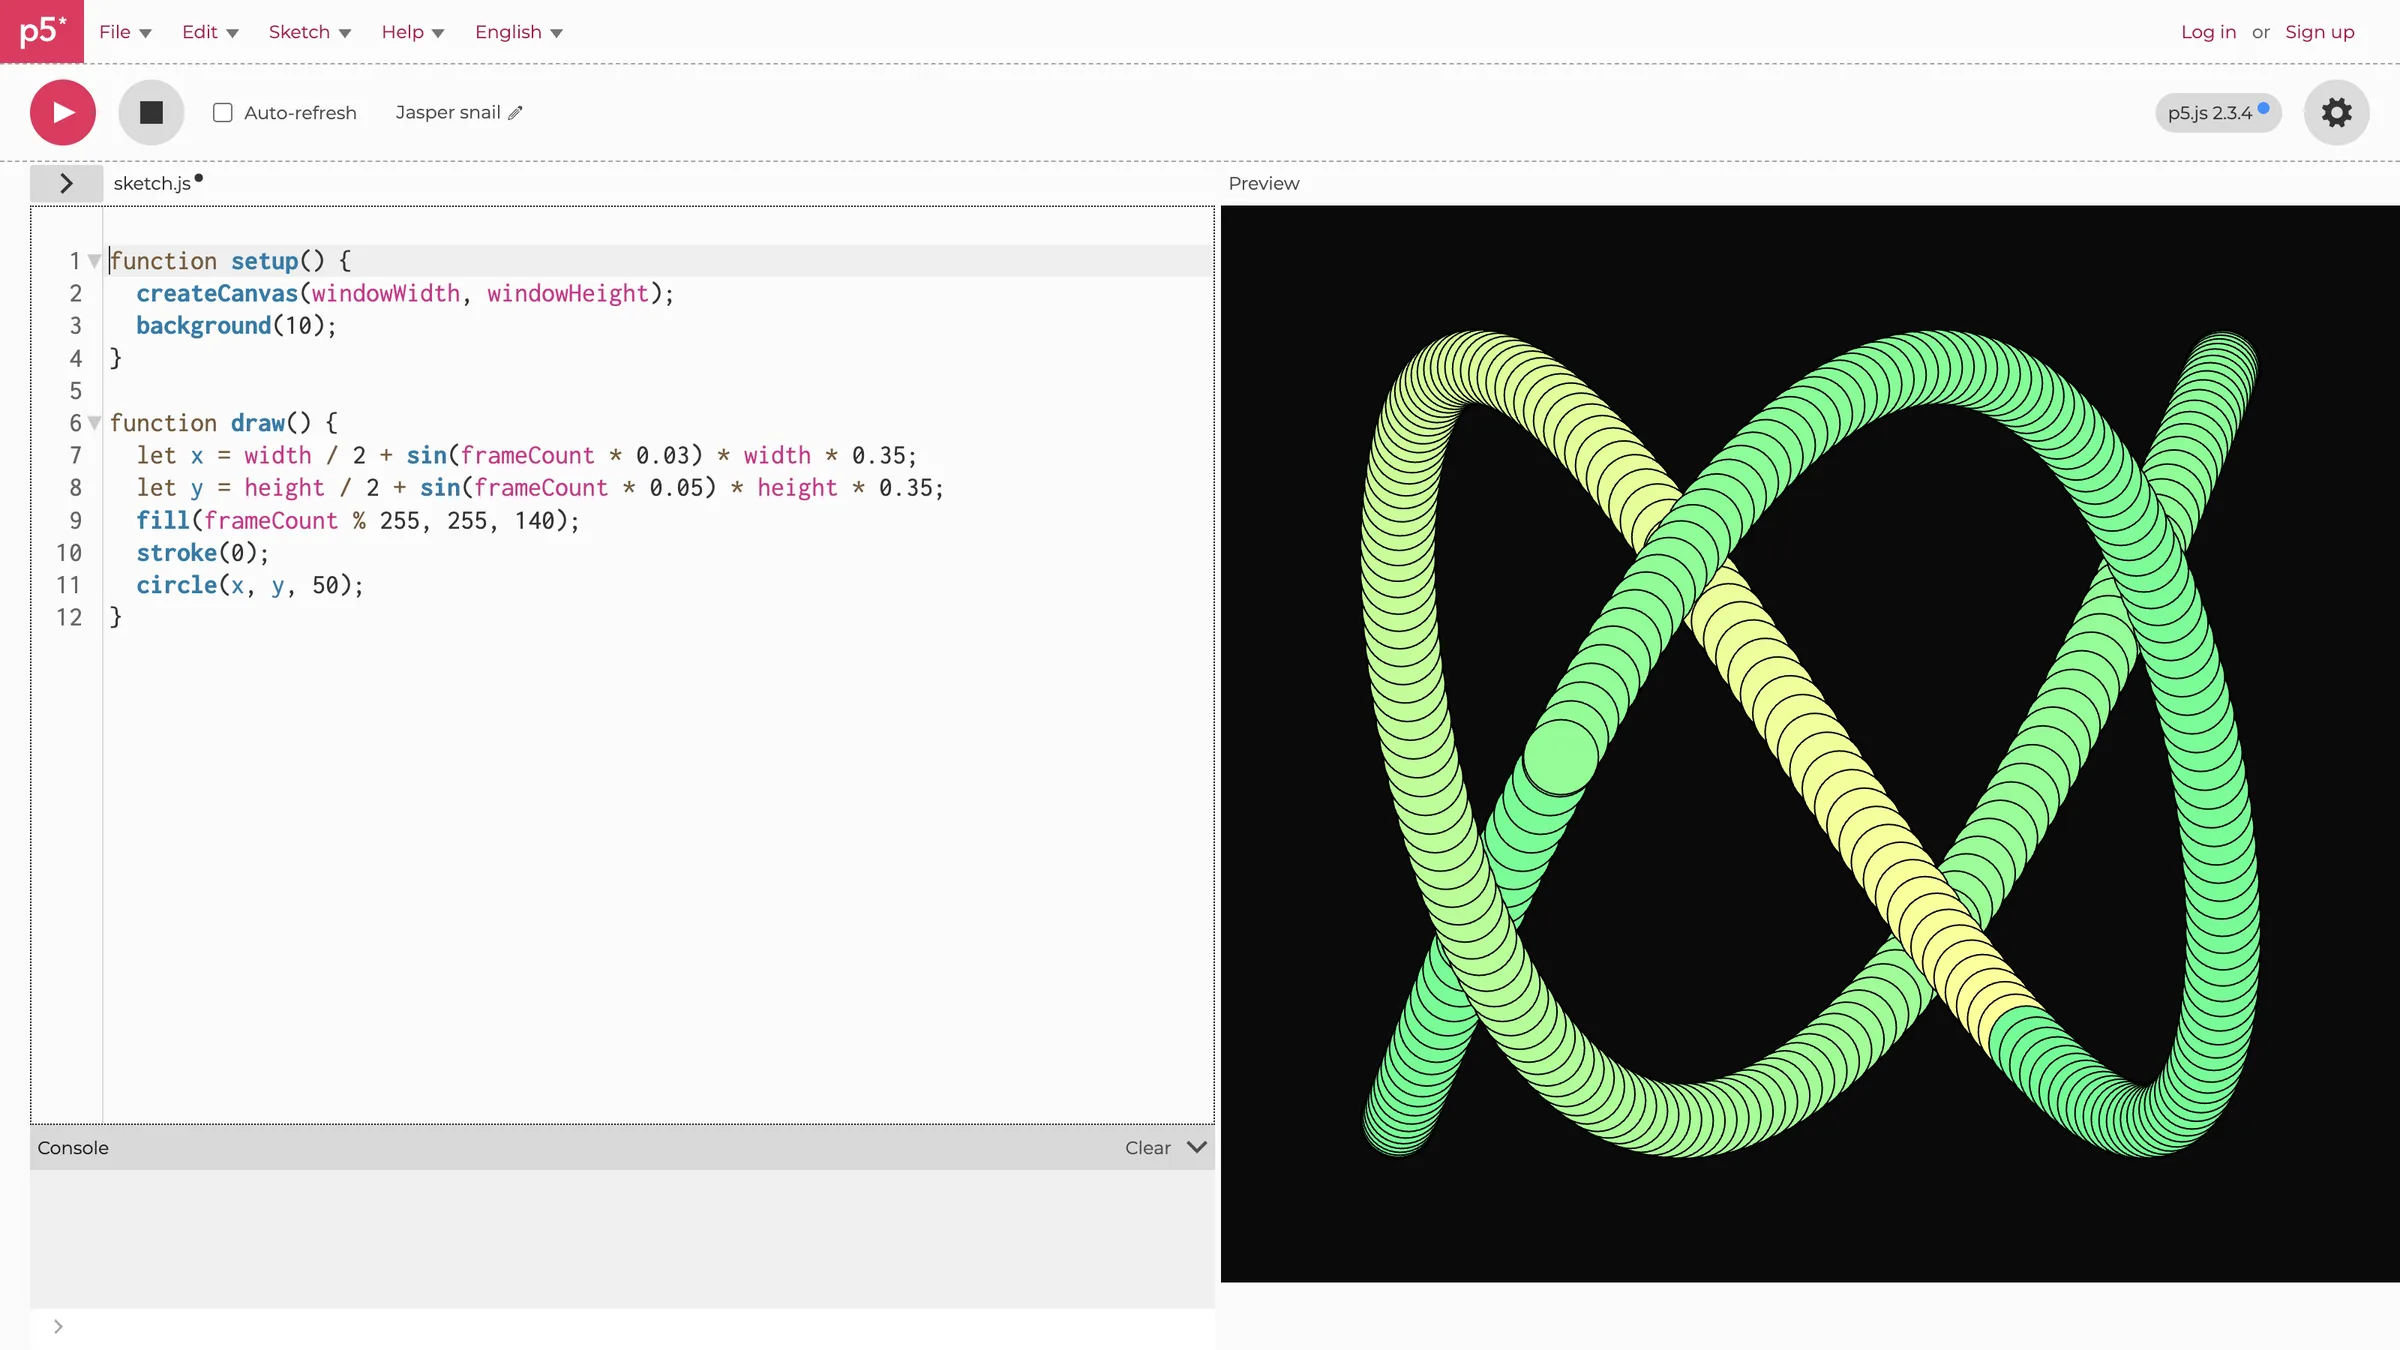 p5*
File Edit Sketch Help English
Log in or Sign up
Auto-refresh Jasper snail
p5.js 2.3.4
sketch.js
Preview
1 function setup() {
2 createCanvas(windowWidth, windowHeight);
3 background(10);
4 }
5
6 function draw() {
7 let x = width / 2 + sin(frameCount * 0.03) * width * 0.35;
8 let y = height / 2 + sin(frameCount * 0.05) * height * 0.35;
9 fill(frameCount % 255, 255, 140);
10 stroke(0);
11 circle(x, y, 50);
12 }
Console Clear